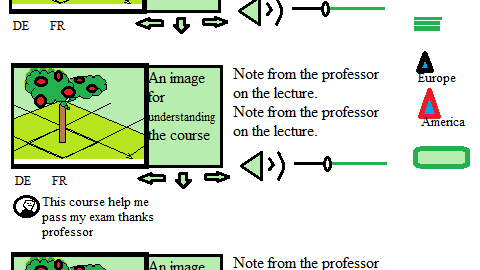 DE FR
An image
for
understanding
the course
Note from the professor
on the lecture.
Note from the professor
on the lecture.
Europe
America
DE FR
This course help me
pass my exam thanks
professor
An image
Note from the professor